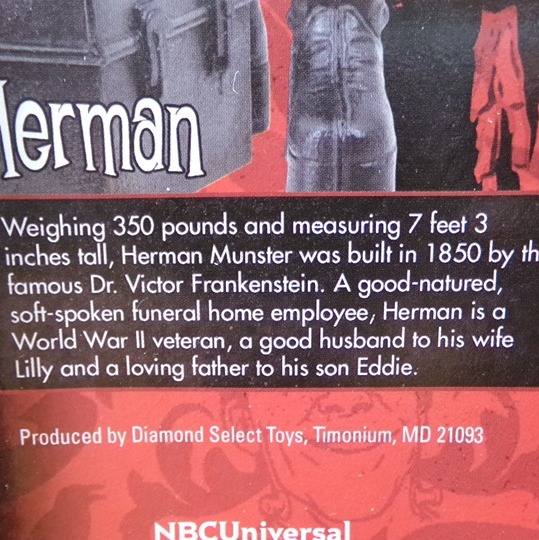 Herman
Weighing 350 pounds and measuring 7 feet 3
inches tall, Herman Munster was built in 1850 by th
famous Dr. Victor Frankenstein. A good-natured,
soft-spoken funeral home employee, Herman is a
World War II veteran, a good husband to his wife
Lilly and a loving father to his son Eddie.
Produced by Diamond Select Toys, Timonium, MD 21093
NBCUniversal